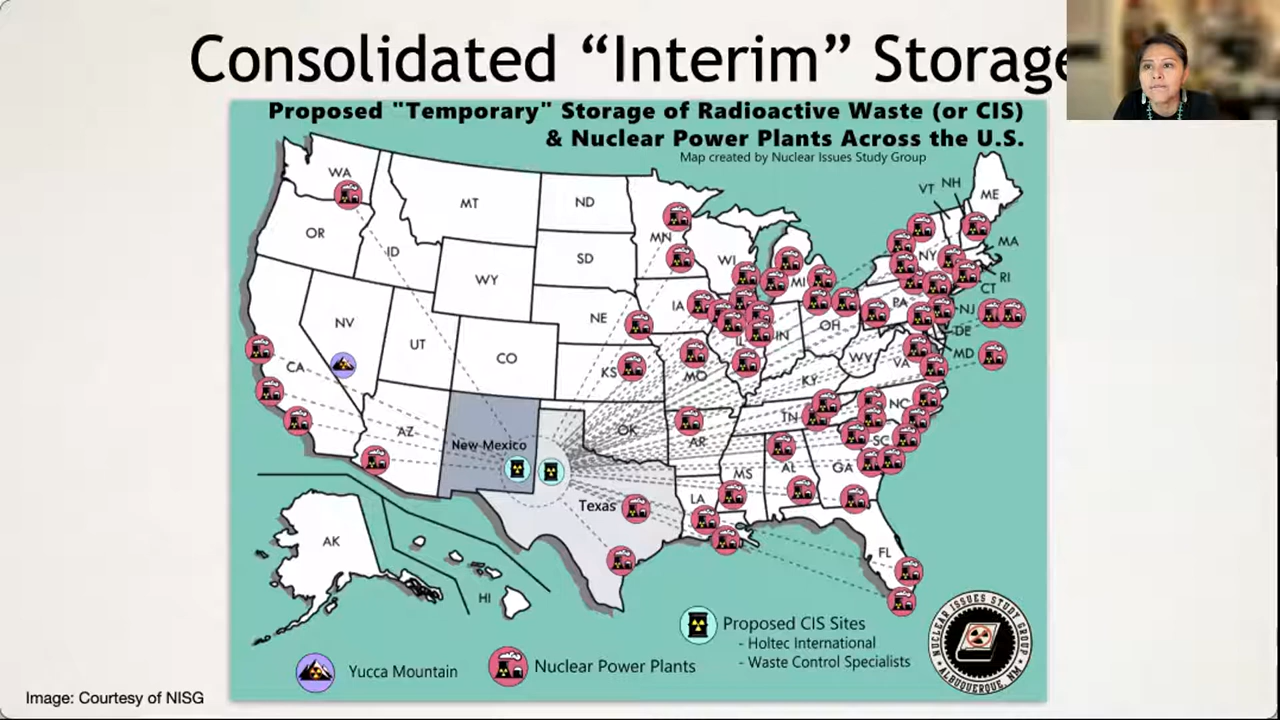 Consolidated “Interim” Storage
Proposed "Temporary" Storage of Radioactive Waste (or CIS)
& Nuclear Power Plants Across the U.S.
Map created by Nuclear Issues Study Group
WA
MT
ND
MN
VT
NH
ME
OR
ID
SD
WI
MI
NY
MA
RI
CT
WY
NE
IA
PA
NJ
NV
UT
CO
IN
OH
DE
MD
CA
KS
MO
WV
VA
KY
AZ
New Mexico
OK
AR
TN
NC
SC
MS
AL
GA
Texas
LA
FL
AK
HI
Proposed CIS Sites
- Holtec International
- Waste Control Specialists
Yucca Mountain
Nuclear Power Plants
NUCLEAR ISSUES STUDY GROUP
ALBUQUERQUE, NM
Image: Courtesy of NISG